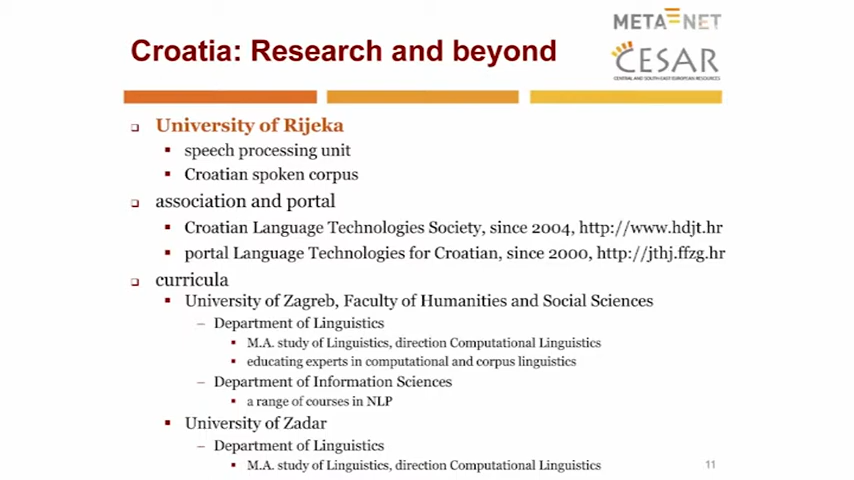 META NET
Croatia: Research and beyond
CESAR
CENTRAL AND SOUTH-EAST EUROPEAN RESOURCES
University of Rijeka
speech processing unit
Croatian spoken corpus
association and portal
Croatian Language Technologies Society, since 2004, http://www.hdjt.hr
portal Language Technologies for Croatian, since 2000, http://jthj.ffzg.hr
curricula
University of Zagreb, Faculty of Humanities and Social Sciences
– Department of Linguistics
M.A. study of Linguistics, direction Computational Linguistics
educating experts in computational and corpus linguistics
– Department of Information Sciences
a range of courses in NLP
University of Zadar
– Department of Linguistics
M.A. study of Linguistics, direction Computational Linguistics
11